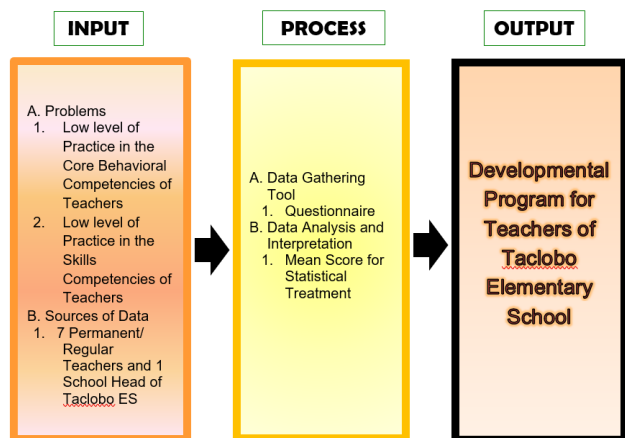 INPUT
PROCESS
OUTPUT
A. Problems
1. Low level of
Practice in the
Core Behavioral
Competencies of
Teachers
2. Low level of
Practice in the
Skills
Competencies of
Teachers
B. Sources of Data
1. 7 Permanent/
Regular
Teachers and 1
School Head of
Taclobo ES
A. Data Gathering
Tool
1. Questionnaire
B. Data Analysis and
Interpretation
1. Mean Score for
Statistical
Treatment
Developmental
Program for
Teachers of
Taclobo
Elementary
School